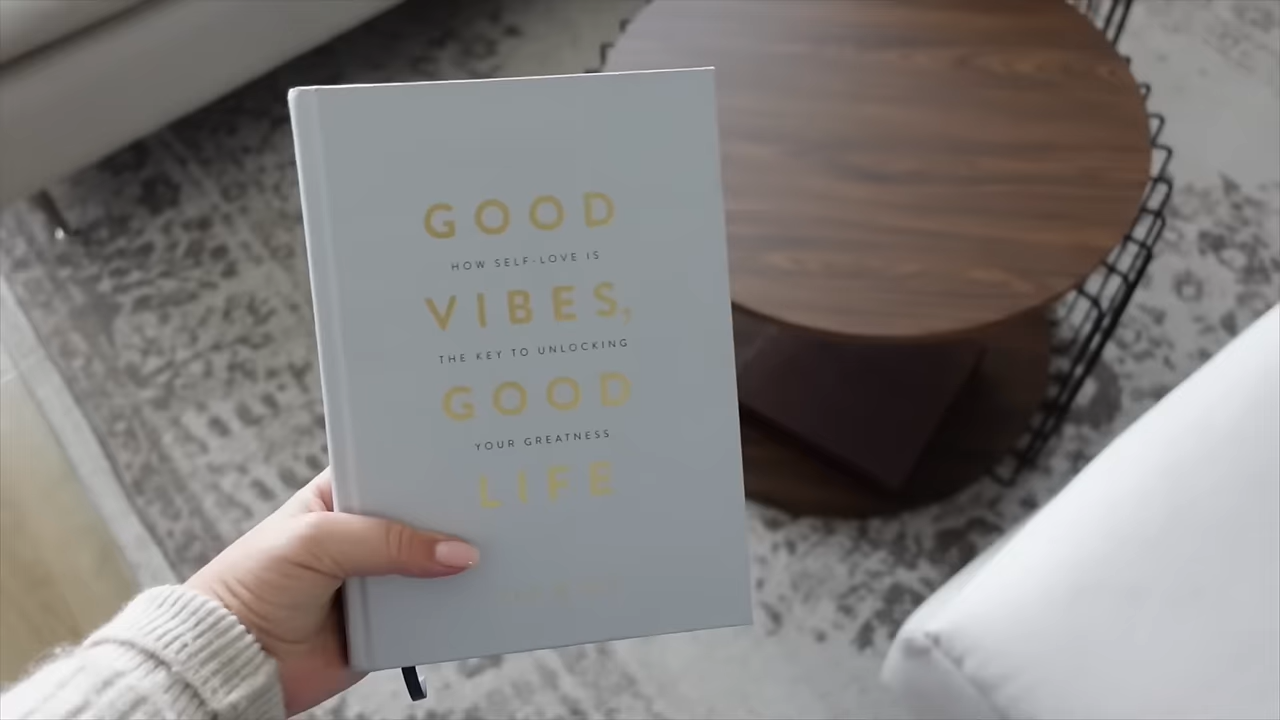 GOOD
HOW SELF-LOVE IS
VIBES,
THE KEY TO UNLOCKING
GOOD
YOUR GREATNESS
LIFE